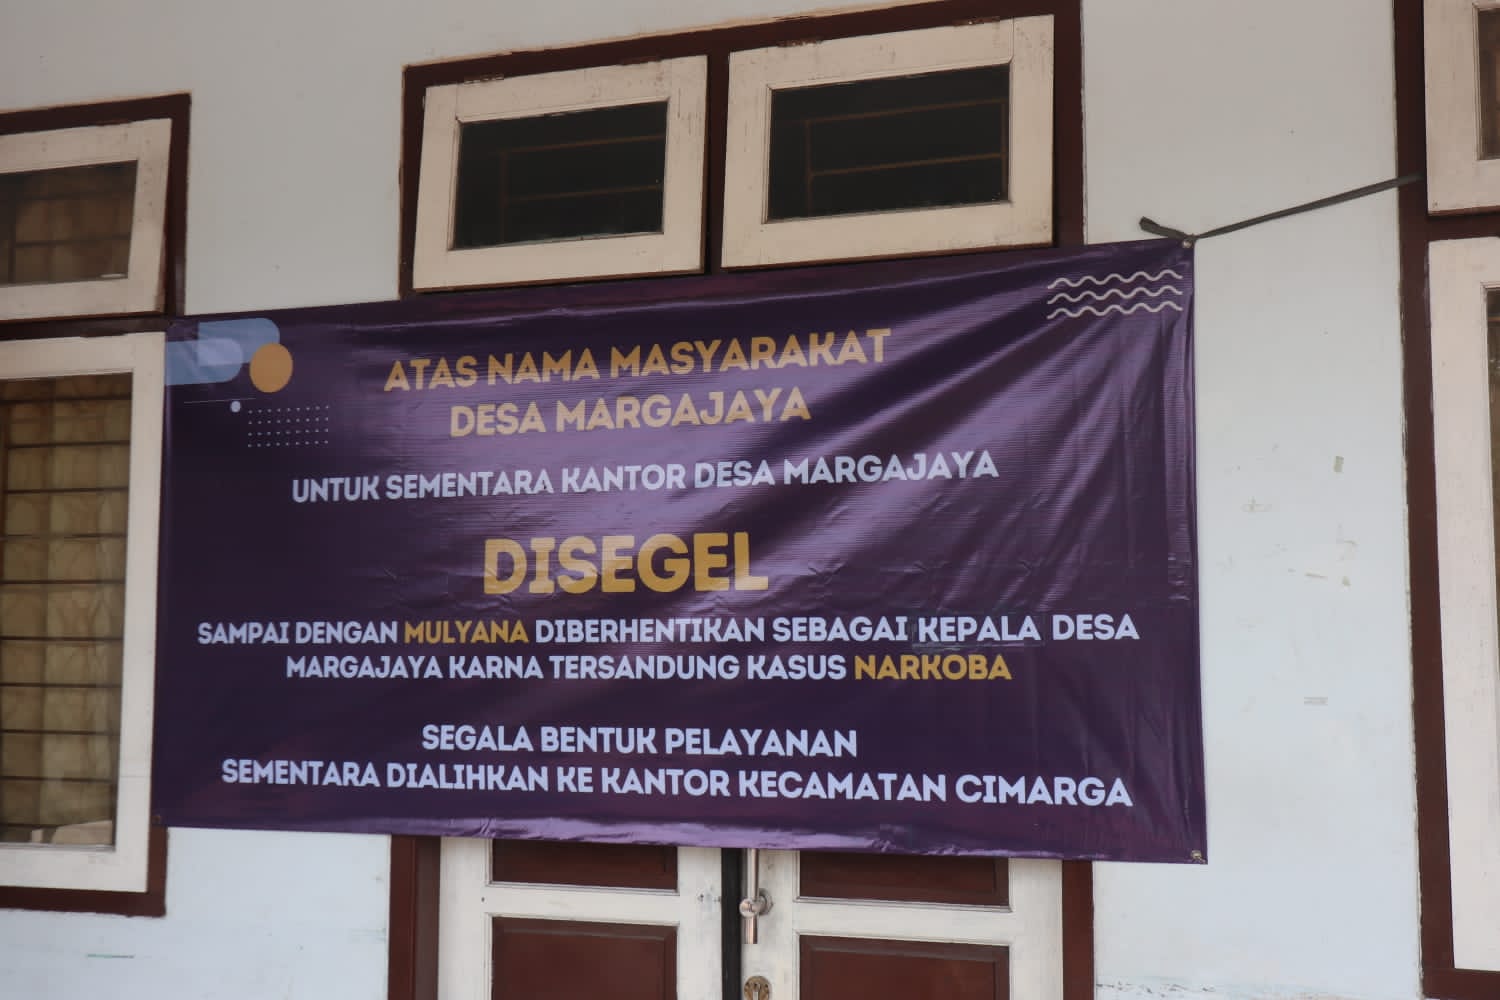 ATAS NAMA MASYARAKAT
DESA MARGAJAYA
UNTUK SEMENTARA KANTOR DESA MARGAJAYA
DISEGEL
SAMPAI DENGAN MULYANA DIBERHENTIKAN SEBAGAI KEPALA DESA
MARGAJAYA KARNA TERSANDUNG KASUS NARKOBA
SEGALA BENTUK PELAYANAN
SEMENTARA DIALIHKAN KE KANTOR KECAMATAN CIMARGA